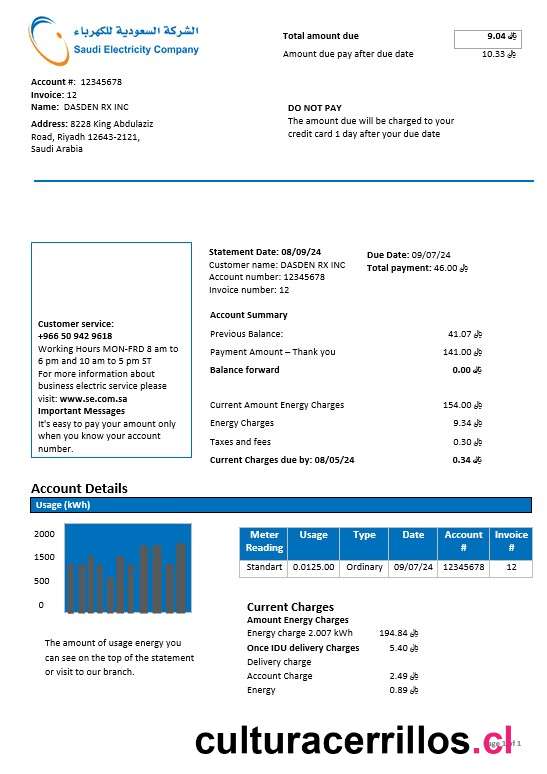 الشركة السعودية للكهرباء
Saudi Electricity Company
Total amount due 9.04 ﷼
Amount due pay after due date 10.33 ﷼
Account #: 12345678
Invoice: 12
Name: DASDEN RX INC
Address: 8228 King Abdulaziz
Road, Riyadh 12643-2121,
Saudi Arabia
DO NOT PAY
The amount due will be charged to your
credit card 1 day after your due date
Customer service:
+966 50 942 9618
Working Hours MON-FRD 8 am to
6 pm and 10 am to 5 pm ST
For more information about
business electric service please
visit: www.se.com.sa
Important Messages
It's easy to pay your amount only
when you know your account
number.
Statement Date: 08/09/24
Customer name: DASDEN RX INC
Account number: 12345678
Invoice number: 12
Due Date: 09/07/24
Total payment: 46.00 ﷼
Account Summary
Previous Balance: 41.07 ﷼
Payment Amount – Thank you 141.00 ﷼
Balance forward 0.00 ﷼
Current Amount Energy Charges 154.00 ﷼
Energy Charges 9.34 ﷼
Taxes and fees 0.30 ﷼
Current Charges due by: 08/05/24 0.34 ﷼
Account Details
Usage (kWh)
2000
1500
500
0
The amount of usage energy you
can see on the top of the statement
or visit to our branch.
Meter Reading Usage Type Date Account # Invoice #
Standart 0.0125.00 Ordinary 09/07/24 12345678 12
Current Charges
Amount Energy Charges
Energy charge 2.007 kWh 194.84 ﷼
Once IDU delivery Charges 5.40 ﷼
Delivery charge
Account Charge 2.49 ﷼
Energy 0.89 ﷼
culturacerrillos.cl
Page 1 of 1